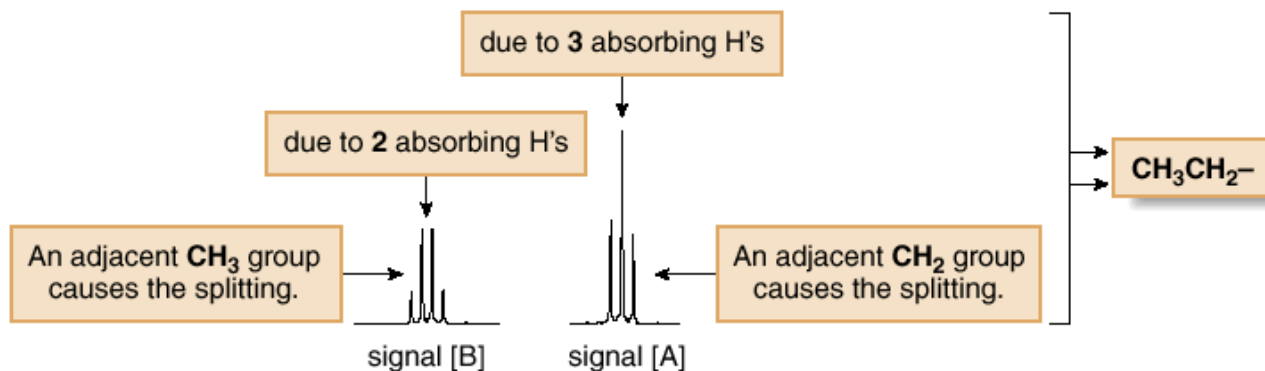 due to 3 absorbing H's
due to 2 absorbing H's
CH₃CH₂–
An adjacent CH₃ group
causes the splitting.
An adjacent CH₂ group
causes the splitting.
signal [B]
signal [A]